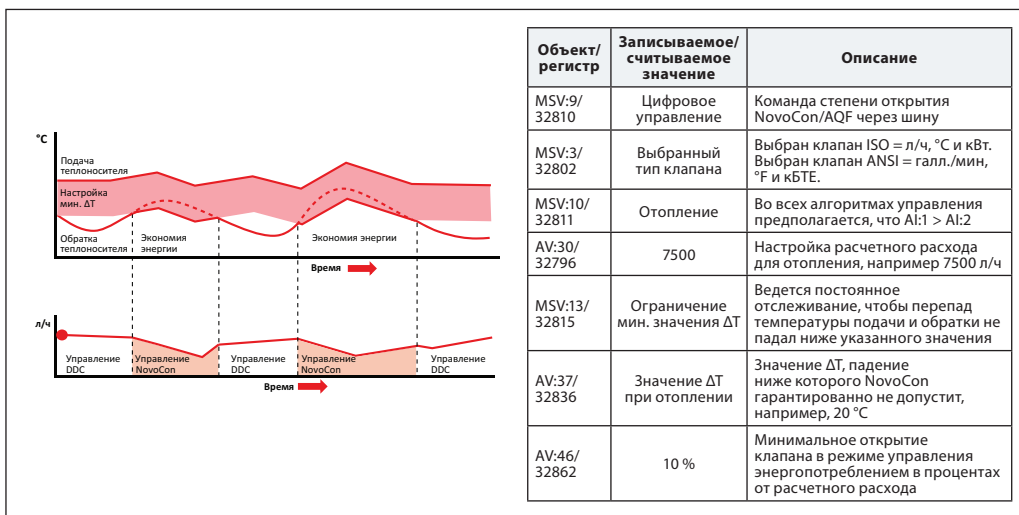 °C
Подача
теплоносителя
Настройка
мин. ΔT
Обратка
теплоносителя
Экономия
энергии
Экономия энергии
Время
л/ч
Управление
DDC
Управление
NovoCon
Управление
DDC
Управление
NovoCon
Управление
DDC
Время
Объект/
регистр
Записываемое/
считываемое
значение
Описание
MSV:9/
32810
Цифровое
управление
Команда степени открытия
NovoCon/AQF через шину
MSV:3/
32802
Выбранный
тип клапана
Выбран клапан ISO = л/ч, °C и кВт.
Выбран клапан ANSI = галл./мин,
°F и кБТЕ.
MSV:10/
32811
Отопление
Во всех алгоритмах управления
предполагается, что AI:1 > AI:2
AV:30/
32796
7500
Настройка расчетного расхода
для отопления, например 7500 л/ч
MSV:13/
32815
Ограничение
мин. значения ΔT
Ведется постоянное
отслеживание, чтобы перепад
температуры подачи и обратки не
падал ниже указанного значения
AV:37/
32836
Значение ΔT
при отоплении
Значение ΔT, падение
ниже которого NovoCon
гарантированно не допустит,
например, 20 °C
AV:46/
32862
10 %
Минимальное открытие
клапана в режиме управления
энергопотреблением в процентах
от расчетного расхода